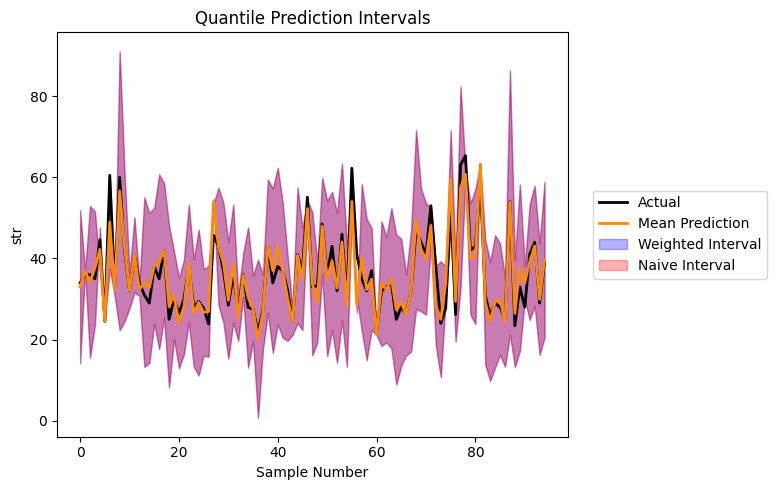 Quantile Prediction Intervals
str
80
60
40
20
0
0 20 40 60 80
Sample Number
Actual
Mean Prediction
Weighted Interval
Naive Interval